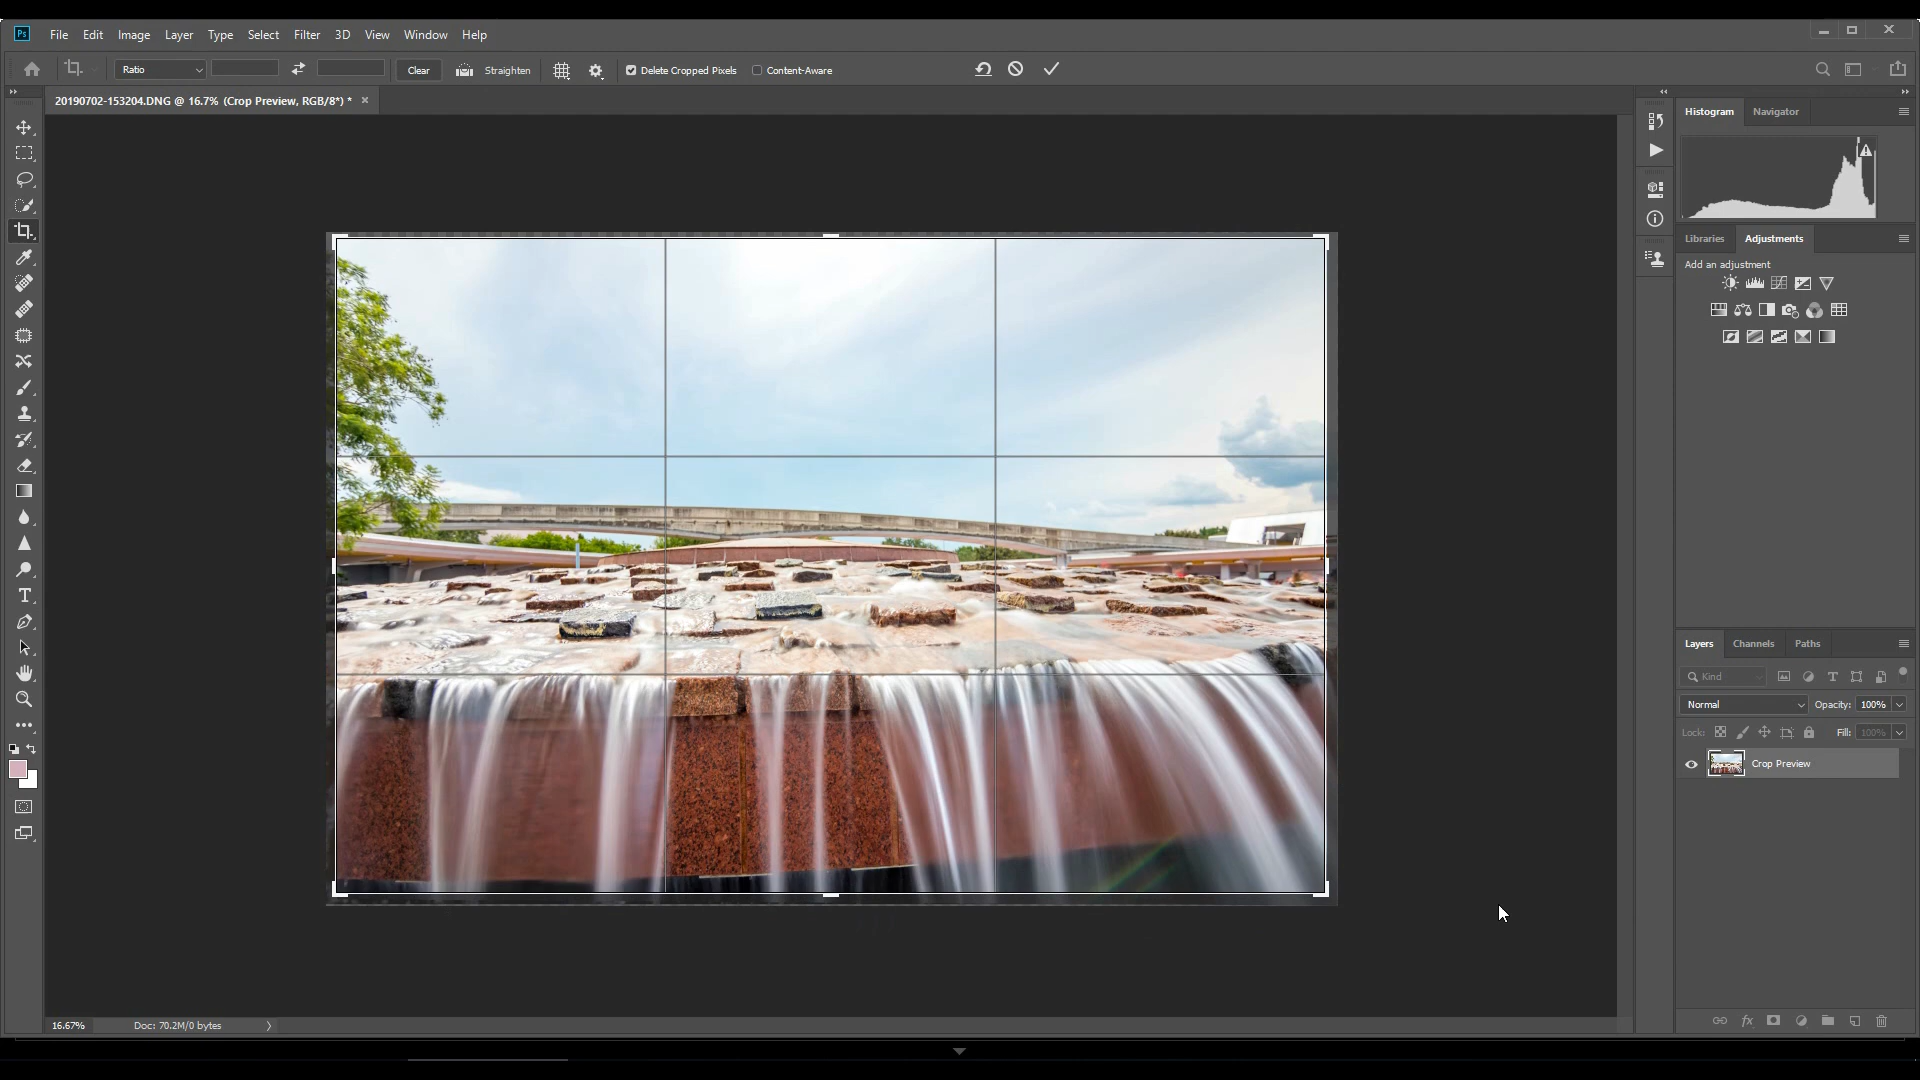 Ps File Edit Image Layer Type Select Filter 3D View Window Help
Ratio Clear Straighten Delete Cropped Pixels Content-Aware
20190702-153204.DNG @ 16.7% (Crop Preview, RGB/8*) *
Histogram Navigator
Libraries Adjustments
Add an adjustment
Layers Channels Paths
Kind
Normal Opacity: 100%
Lock: Fill: 100%
Crop Preview
fx
16.67% Doc: 70.2M/0 bytes